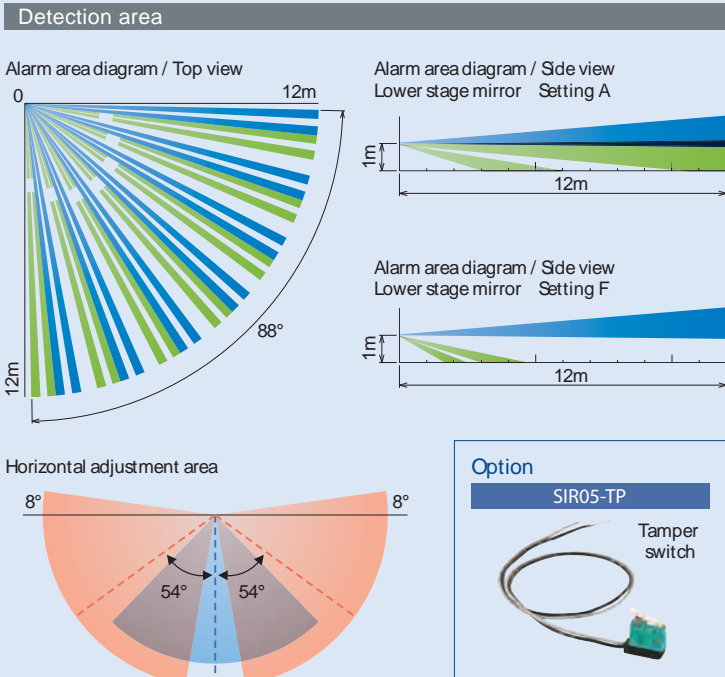 Detection area
Alarm area diagram / Top view
0
12m
88°
12m
Alarm area diagram / Side view
Lower stage mirror Setting A
1m
12m
Alarm area diagram / Side view
Lower stage mirror Setting F
1m
12m
Horizontal adjustment area
8°
8°
54°
54°
Option
SIR05-TP
Tamper
switch